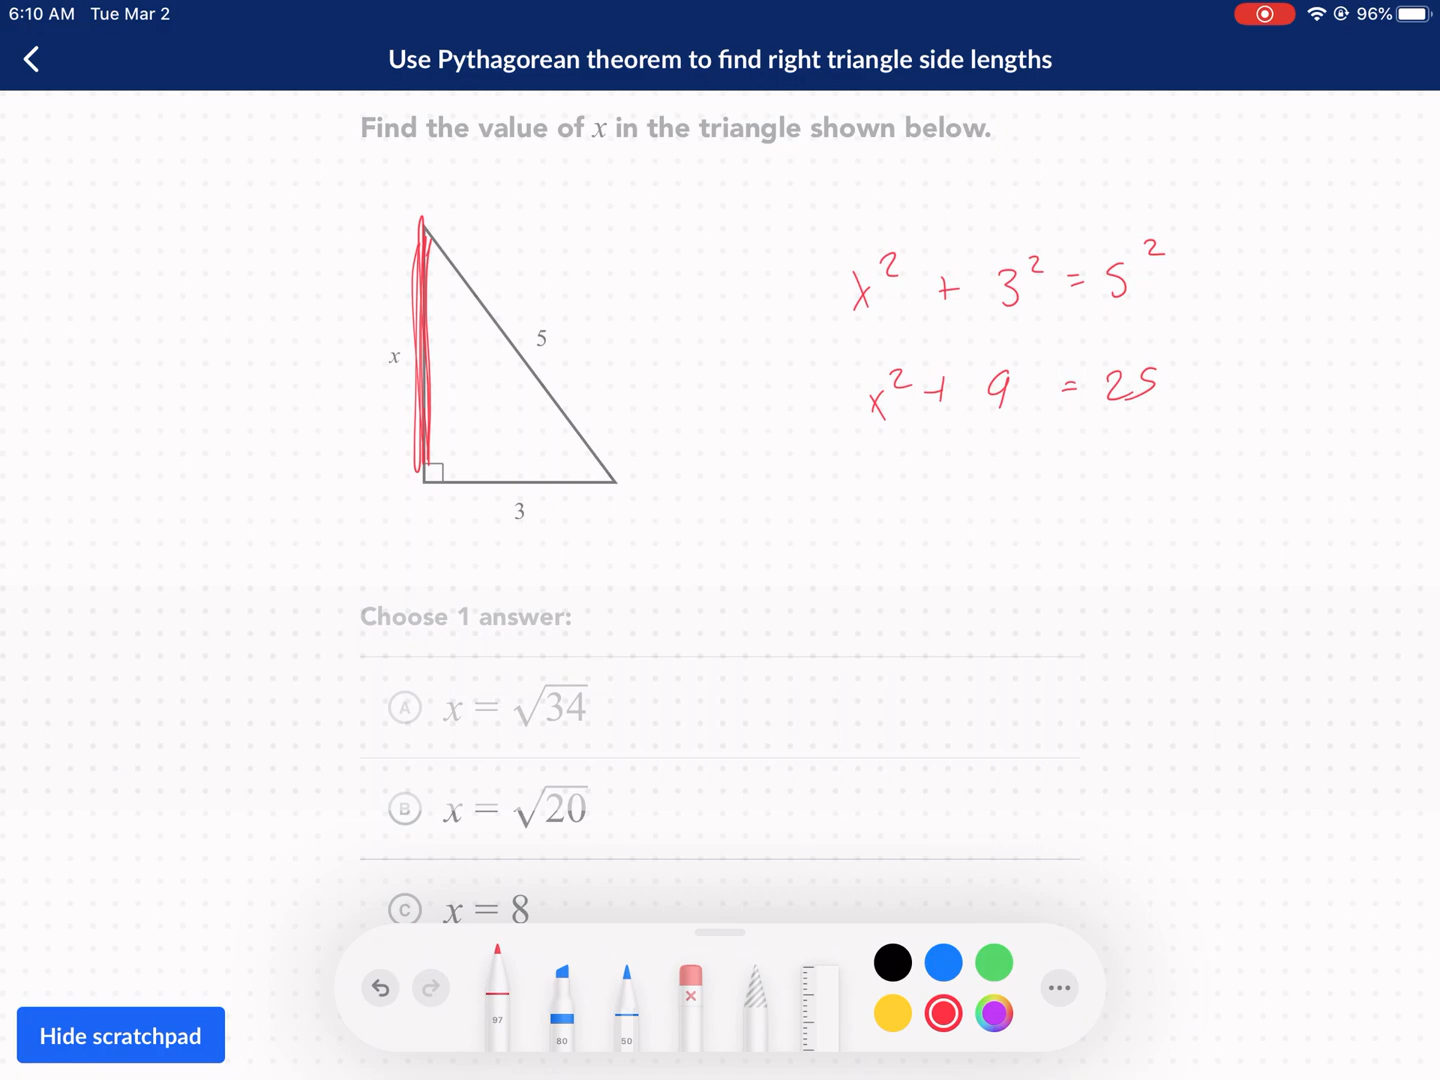 6:10 AM Tue Mar 2
96%
Use Pythagorean theorem to find right triangle side lengths
Find the value of x in the triangle shown below.
x² + 3² = 5²
5
x
x² + 9 = 25
3
Choose 1 answer:
A x = √34
B x = √20
C x = 8
97
80
50
Hide scratchpad